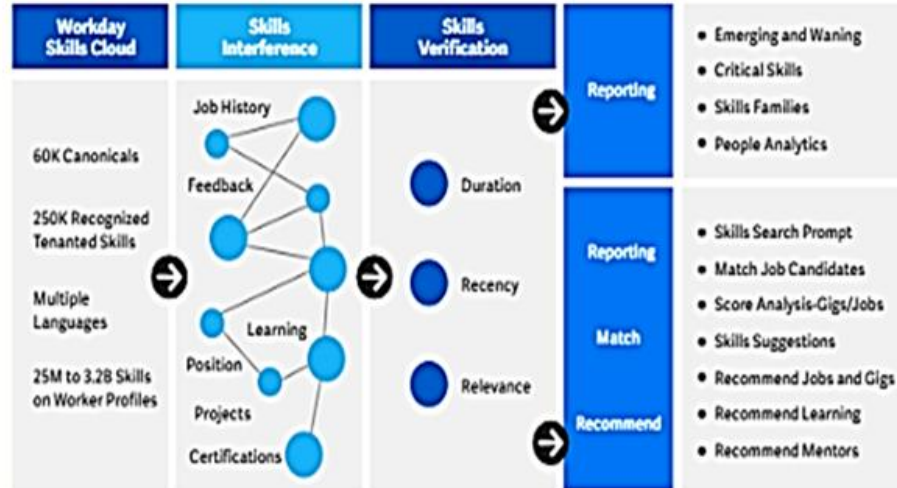 Workday
Skills Cloud
60K Canonicals
250K Recognized
Tenanted Skills
Multiple
Languages
25M to 3.2B Skills
on Worker Profiles
Skills
Interference
Job History
Feedback
Learning
Position
Projects
Certifications
Skills
Verification
Duration
Recency
Relevance
Reporting
Emerging and Waning
Critical Skills
Skills Families
People Analytics
Reporting
Match
Recommend
Skills Search Prompt
Match Job Candidates
Score Analysis-Gigs/Jobs
Skills Suggestions
Recommend Jobs and Gigs
Recommend Learning
Recommend Mentors